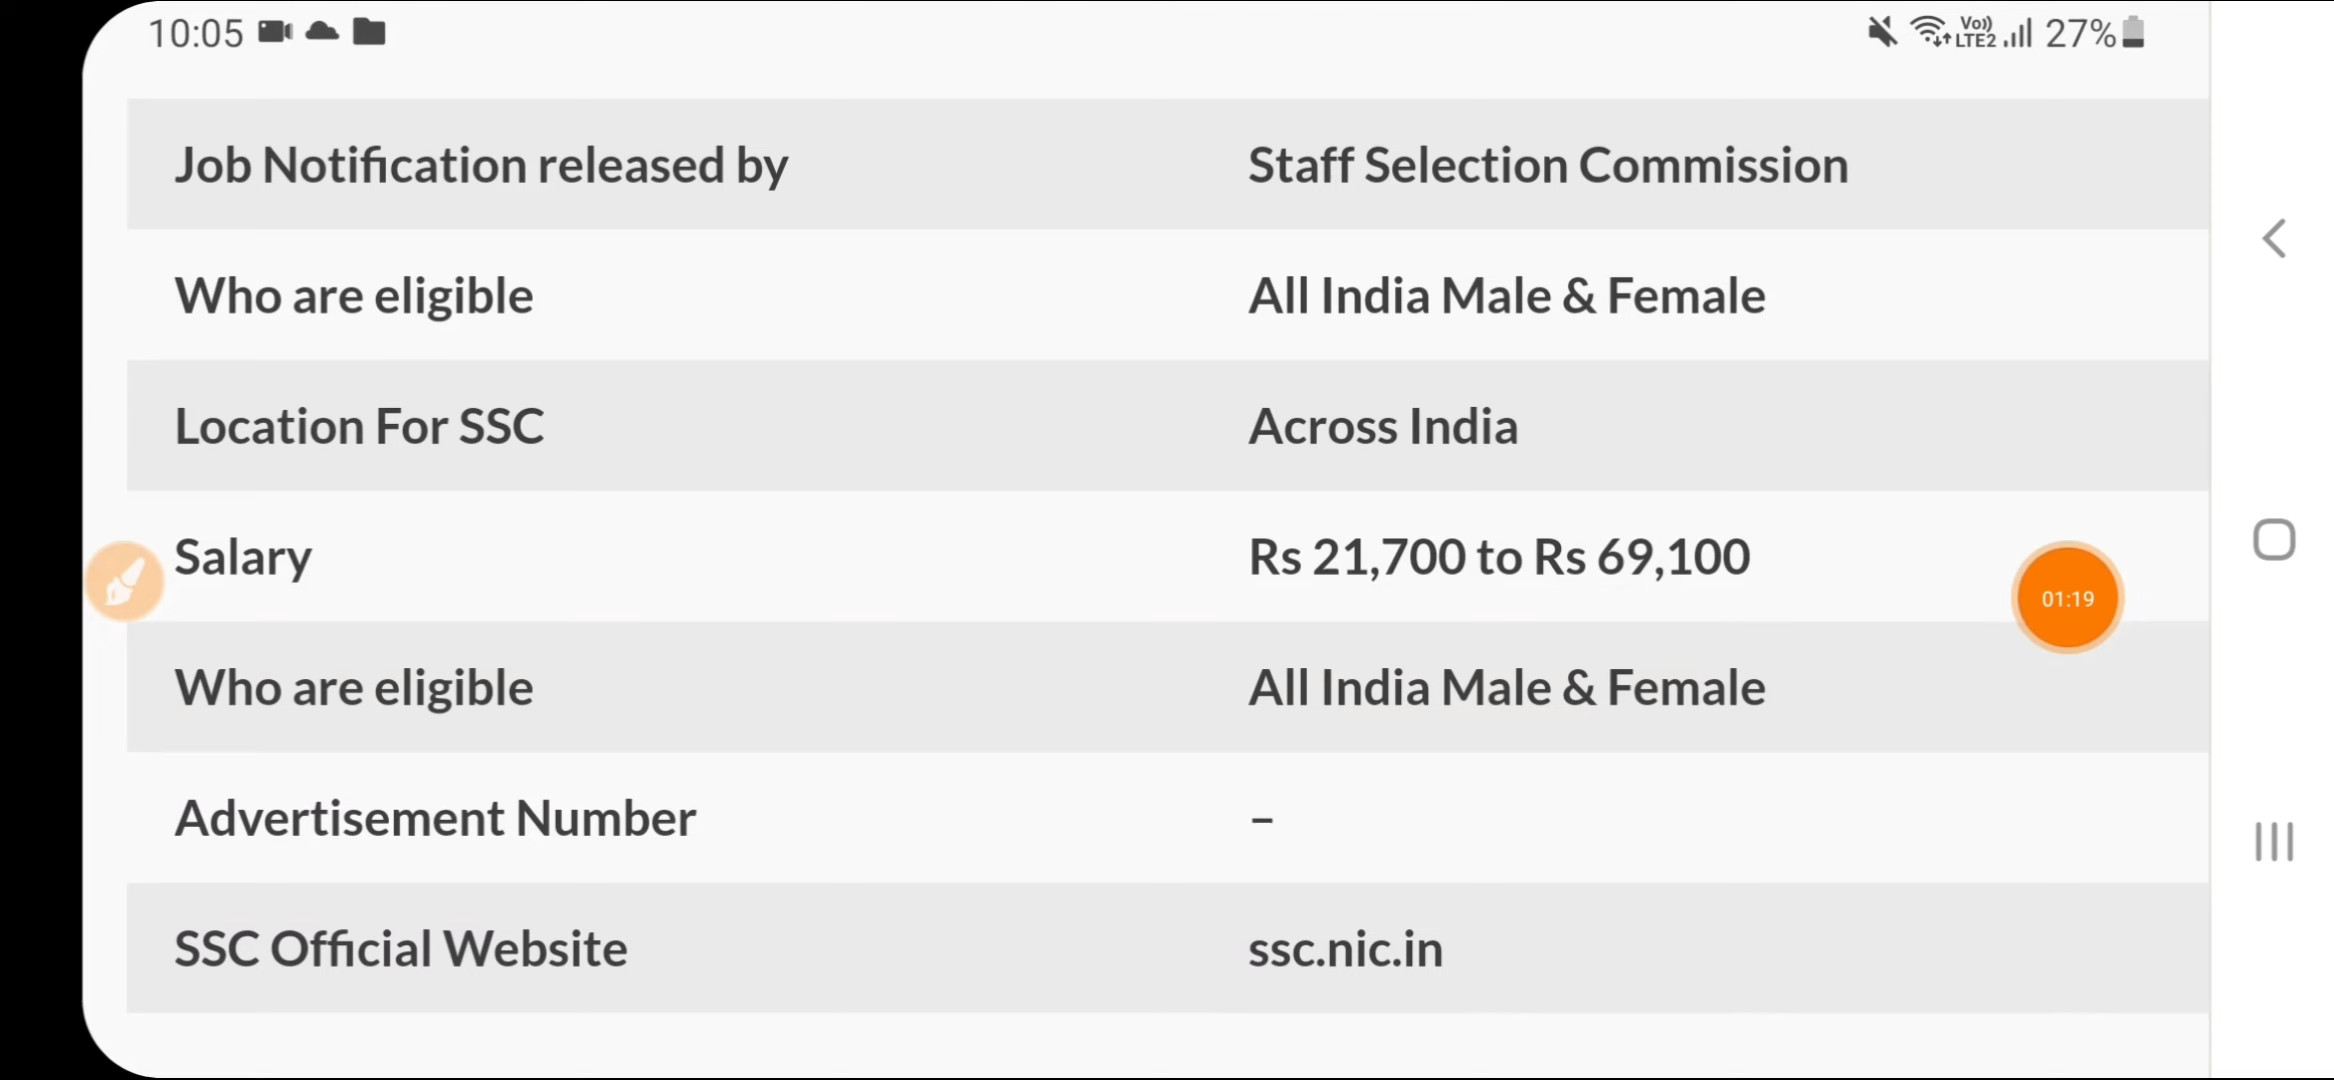 10:05 Vo)) LTE2 27%
Job Notification released by Staff Selection Commission
Who are eligible All India Male & Female
Location For SSC Across India
Salary Rs 21,700 to Rs 69,100
01:19
Who are eligible All India Male & Female
Advertisement Number –
SSC Official Website ssc.nic.in